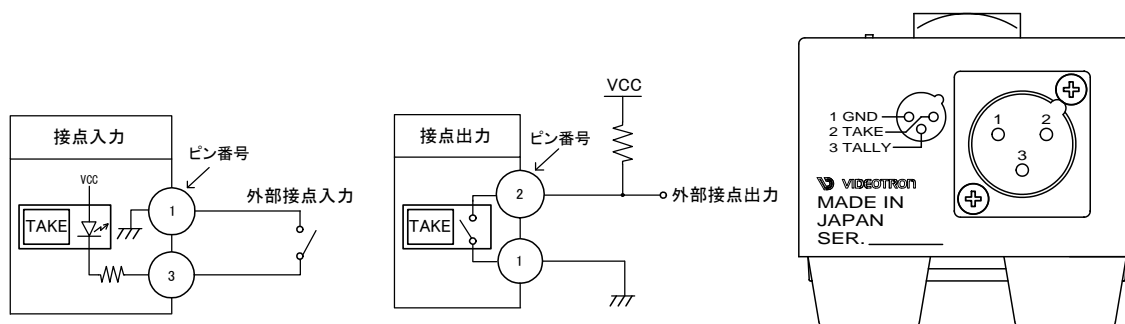 接点入力
ピン番号
VCC
TAKE
1
3
外部接点入力
接点出力
ピン番号
VCC
TAKE
2
1
外部接点出力
1 GND
2 TAKE
3 TALLY
1
2
3
VIDEOTRON
MADE IN
JAPAN
SER.